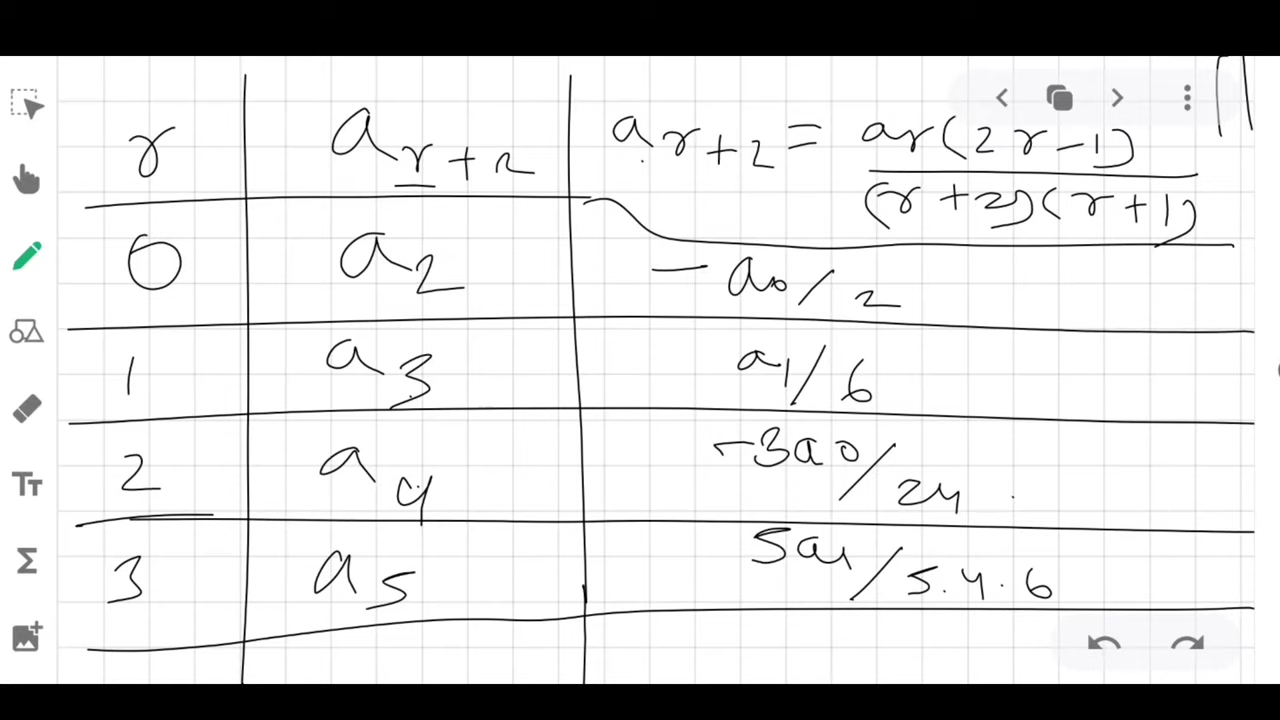 r a_{r+2} a_{r+2} = a_r(2r-1)/(r+2)(r+1)
0 a_2 -a_0/2
1 a_3 a_1/6
2 a_4 -3a_0/24
3 a_5 5a_1/5.4.6
Tт
Σ